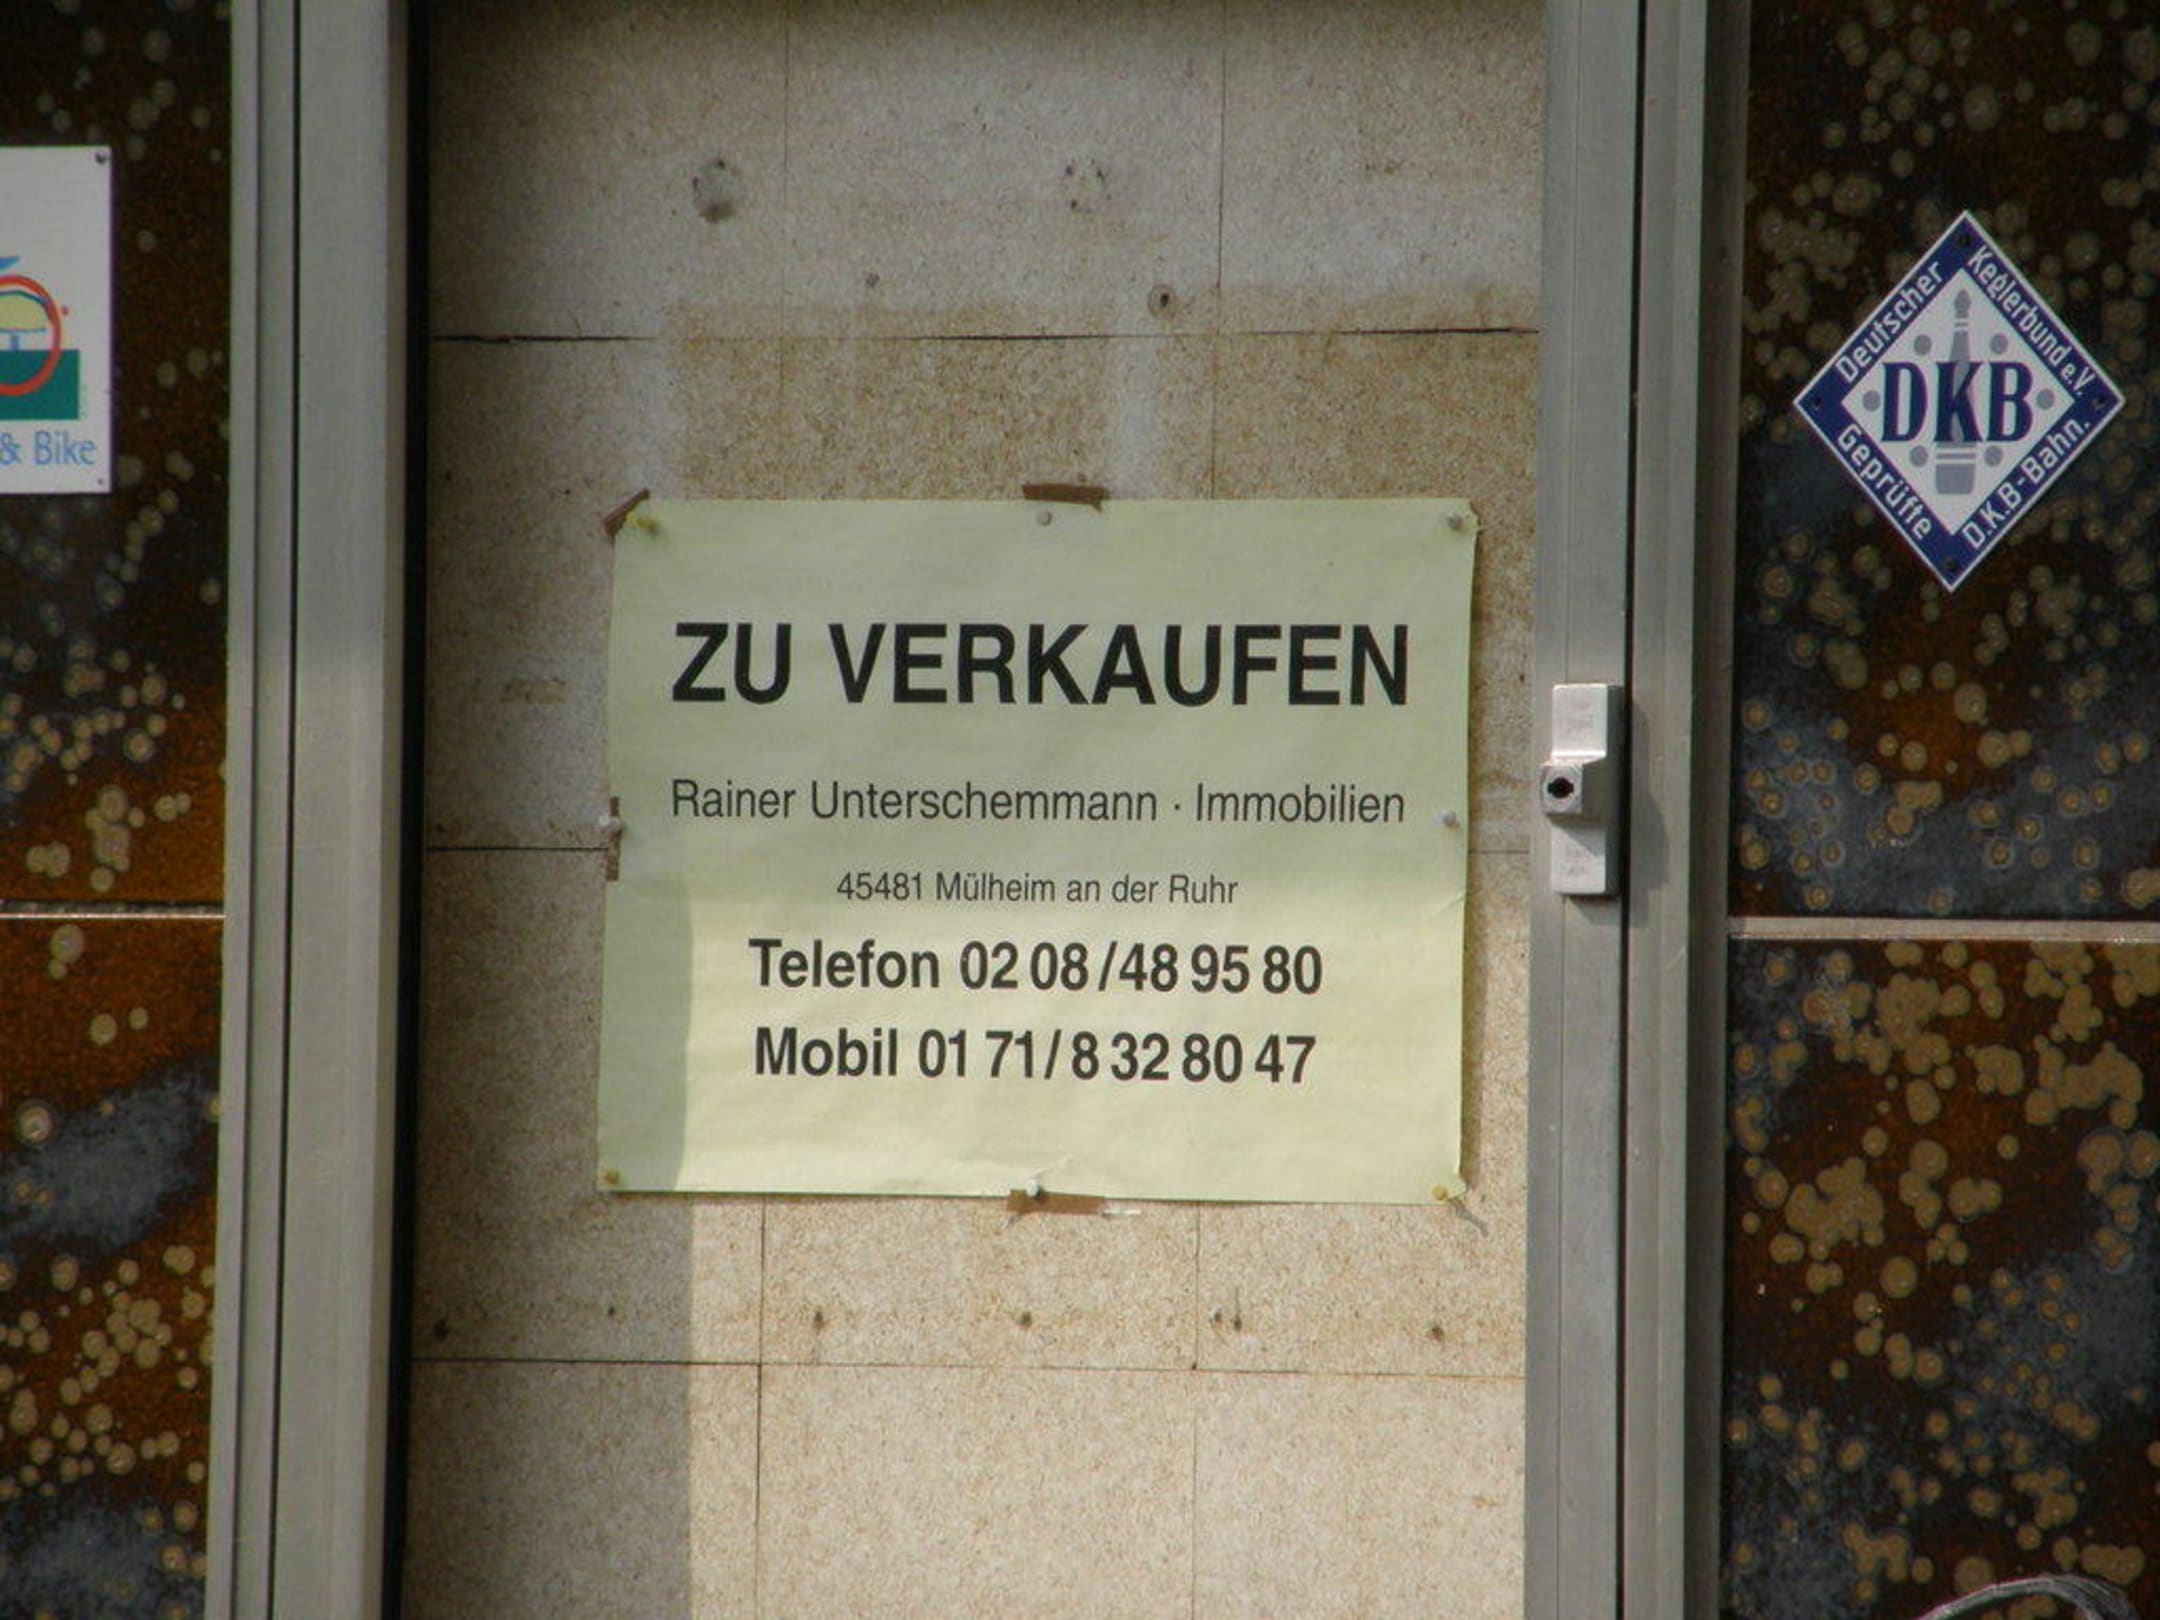 & Bike
ZU VERKAUFEN
Rainer Unterschemmann · Immobilien
45481 Mülheim an der Ruhr
Telefon 02 08/48 95 80
Mobil 01 71/8 32 80 47
Deutscher Keglerbund e.V.
DKB
Geprüfte D.K.B-Bahn.